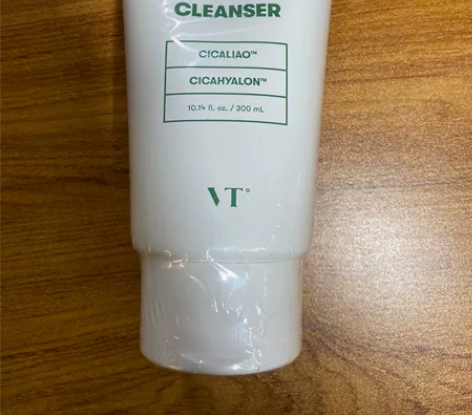 CLEANSER
CICALIAO™
CICAHYALON™
10.14 fl. oz. / 300 mL
VT°